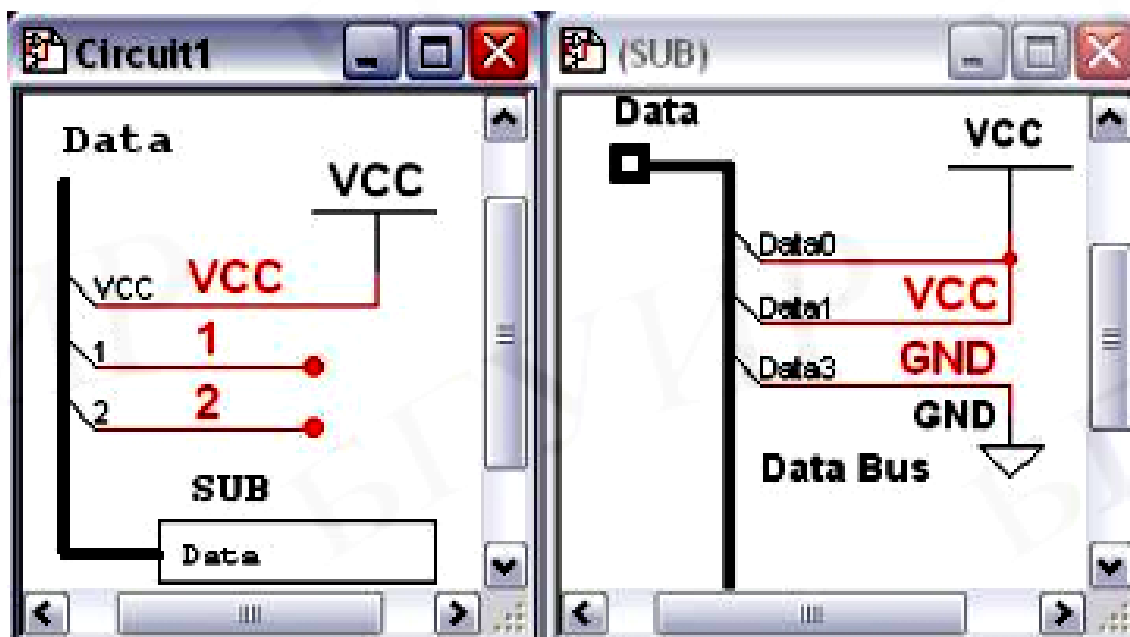 Circuit1
Data
VCC
VCC VCC
1 1
2 2
SUB
Data
(SUB)
Data
VCC
Data0
VCC
Data1
GND
Data3
GND
Data Bus
БГУИР